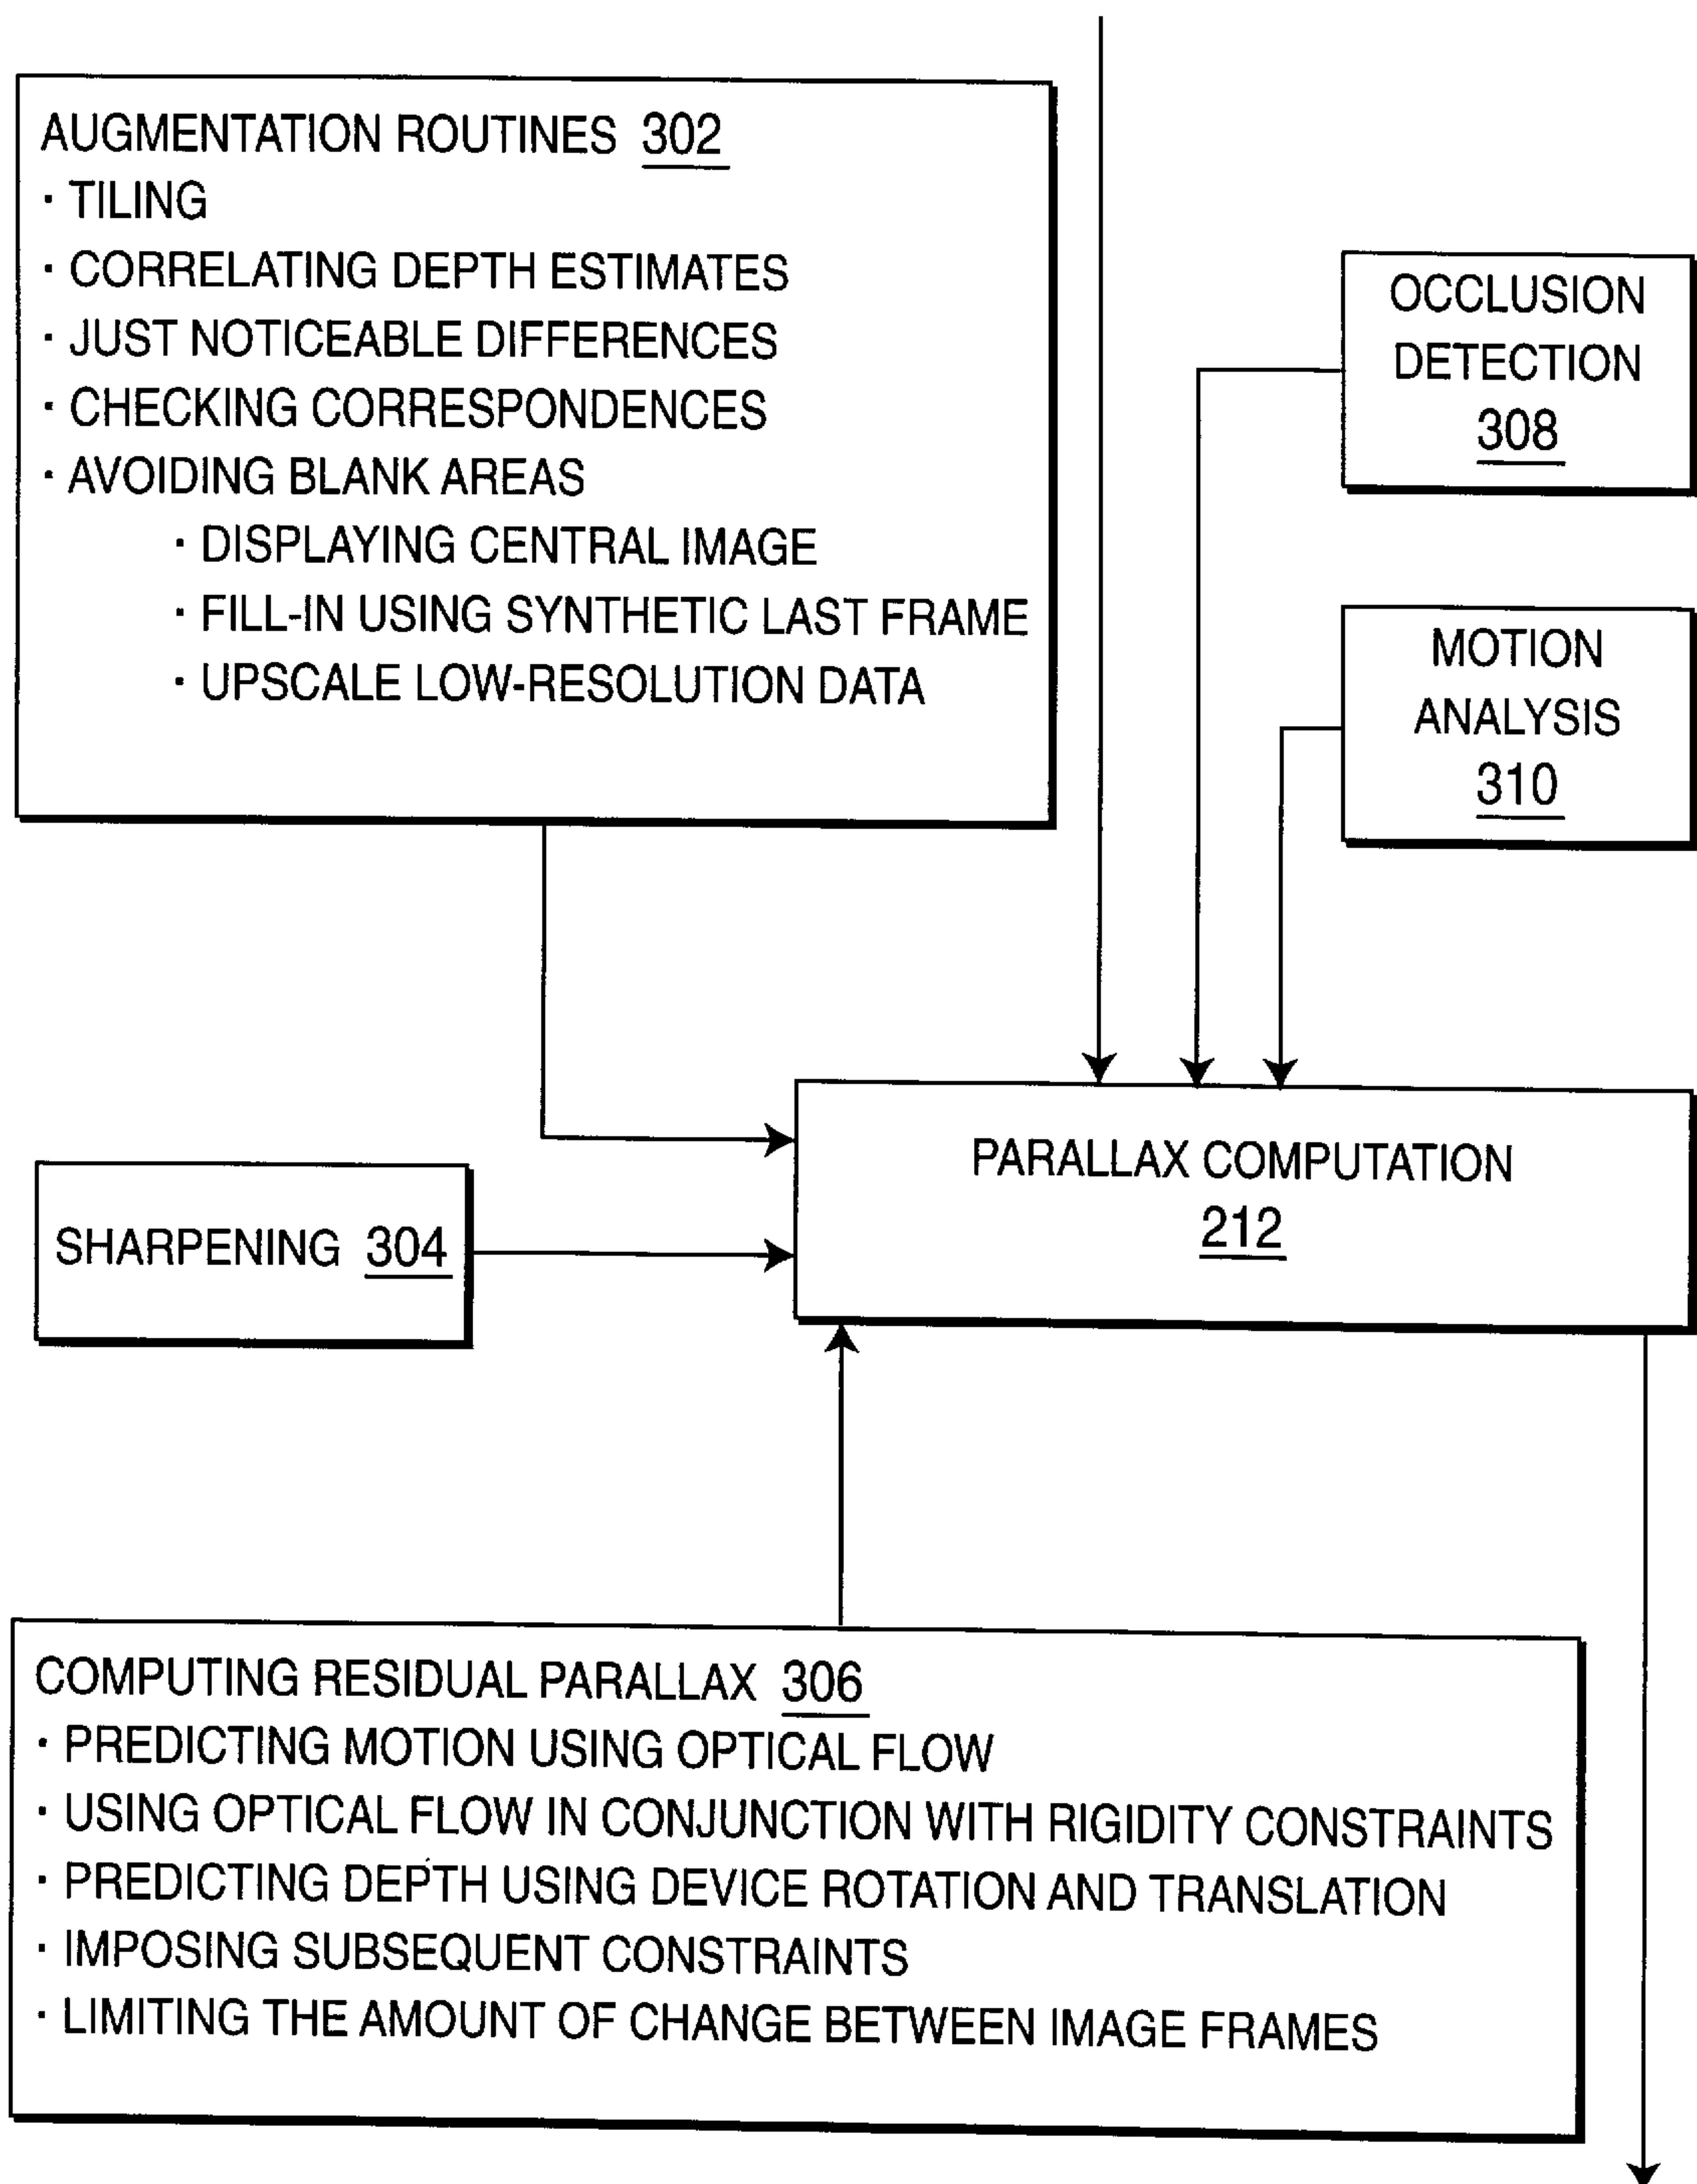 AUGMENTATION ROUTINES 302
· TILING
· CORRELATING DEPTH ESTIMATES
· JUST NOTICEABLE DIFFERENCES
· CHECKING CORRESPONDENCES
· AVOIDING BLANK AREAS
· DISPLAYING CENTRAL IMAGE
· FILL-IN USING SYNTHETIC LAST FRAME
· UPSCALE LOW-RESOLUTION DATA
OCCLUSION
DETECTION
308
MOTION
ANALYSIS
310
PARALLAX COMPUTATION
212
SHARPENING 304
COMPUTING RESIDUAL PARALLAX 306
· PREDICTING MOTION USING OPTICAL FLOW
· USING OPTICAL FLOW IN CONJUNCTION WITH RIGIDITY CONSTRAINTS
· PREDICTING DEPTH USING DEVICE ROTATION AND TRANSLATION
· IMPOSING SUBSEQUENT CONSTRAINTS
· LIMITING THE AMOUNT OF CHANGE BETWEEN IMAGE FRAMES